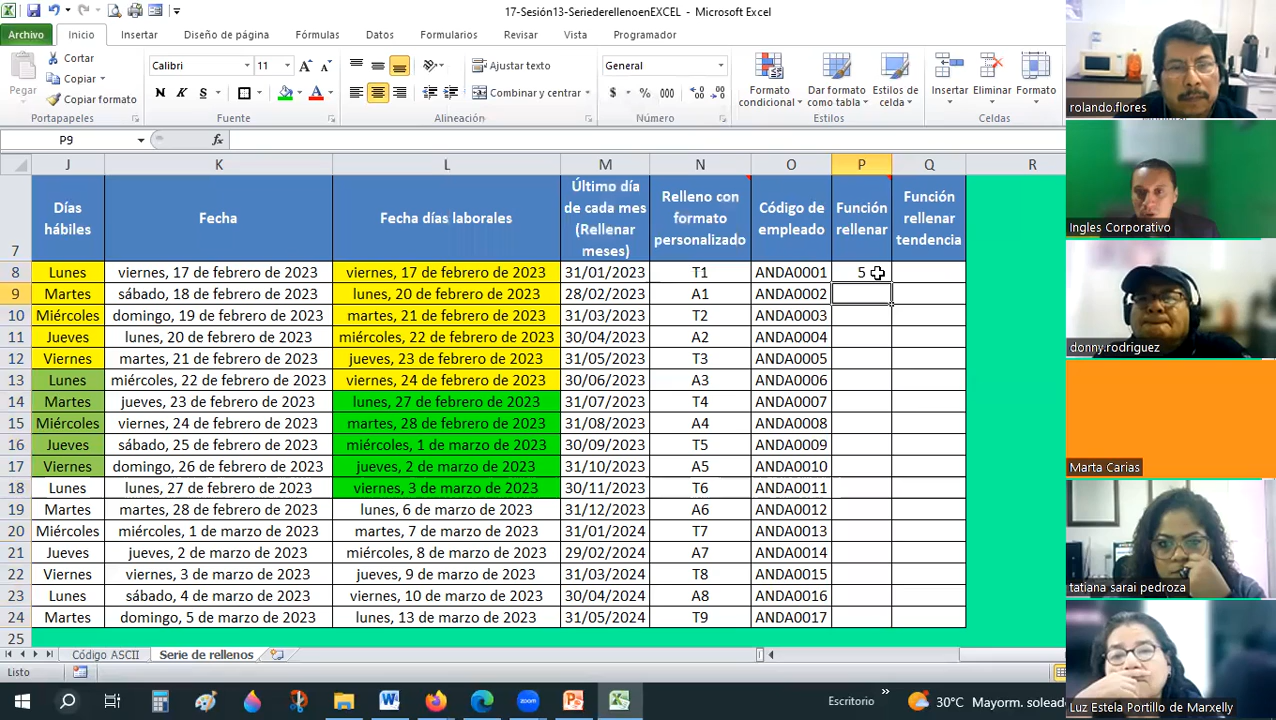 17-Sesión13-SeriederellenoenEXCEL - Microsoft Excel
Archivo Inicio Insertar Diseño de página Fórmulas Datos Formularios Revisar Vista Programador
Pegar
Cortar
Copiar
Copiar formato
Portapapeles
Calibri 11
N K S
Fuente
Ajustar texto
Combinar y centrar
Alineación
General
$ % 000
Número
Formato condicional
Dar formato como tabla
Estilos de celda
Estilos
Insertar Eliminar Formato
Celdas
P9 fx
J K L M N O P Q R
7 Días hábiles Fecha Fecha días laborales Último día de cada mes (Rellenar meses) Relleno con formato personalizado Código de empleado Función rellenar Función rellenar tendencia
8 Lunes viernes, 17 de febrero de 2023 viernes, 17 de febrero de 2023 31/01/2023 T1 ANDA0001 5
9 Martes sábado, 18 de febrero de 2023 lunes, 20 de febrero de 2023 28/02/2023 A1 ANDA0002
10 Miércoles domingo, 19 de febrero de 2023 martes, 21 de febrero de 2023 31/03/2023 T2 ANDA0003
11 Jueves lunes, 20 de febrero de 2023 miércoles, 22 de febrero de 2023 30/04/2023 A2 ANDA0004
12 Viernes martes, 21 de febrero de 2023 jueves, 23 de febrero de 2023 31/05/2023 T3 ANDA0005
13 Lunes miércoles, 22 de febrero de 2023 viernes, 24 de febrero de 2023 30/06/2023 A3 ANDA0006
14 Martes jueves, 23 de febrero de 2023 lunes, 27 de febrero de 2023 31/07/2023 T4 ANDA0007
15 Miércoles viernes, 24 de febrero de 2023 martes, 28 de febrero de 2023 31/08/2023 A4 ANDA0008
16 Jueves sábado, 25 de febrero de 2023 miércoles, 1 de marzo de 2023 30/09/2023 T5 ANDA0009
17 Viernes domingo, 26 de febrero de 2023 jueves, 2 de marzo de 2023 31/10/2023 A5 ANDA0010
18 Lunes lunes, 27 de febrero de 2023 viernes, 3 de marzo de 2023 30/11/2023 T6 ANDA0011
19 Martes martes, 28 de febrero de 2023 lunes, 6 de marzo de 2023 31/12/2023 A6 ANDA0012
20 Miércoles miércoles, 1 de marzo de 2023 martes, 7 de marzo de 2023 31/01/2024 T7 ANDA0013
21 Jueves jueves, 2 de marzo de 2023 miércoles, 8 de marzo de 2023 29/02/2024 A7 ANDA0014
22 Viernes viernes, 3 de marzo de 2023 jueves, 9 de marzo de 2023 31/03/2024 T8 ANDA0015
23 Lunes sábado, 4 de marzo de 2023 viernes, 10 de marzo de 2023 30/04/2024 A8 ANDA0016
24 Martes domingo, 5 de marzo de 2023 lunes, 13 de marzo de 2023 31/05/2024 T9 ANDA0017
25
Código ASCII Serie de rellenos
Listo
Escritorio » 30°C Mayorm. soleado
zoom
rolando.flores
Ingles Corporativo
donny.rodriguez
Marta Carias
tatiana sarai pedroza
Luz Estela Portillo de Marxelly